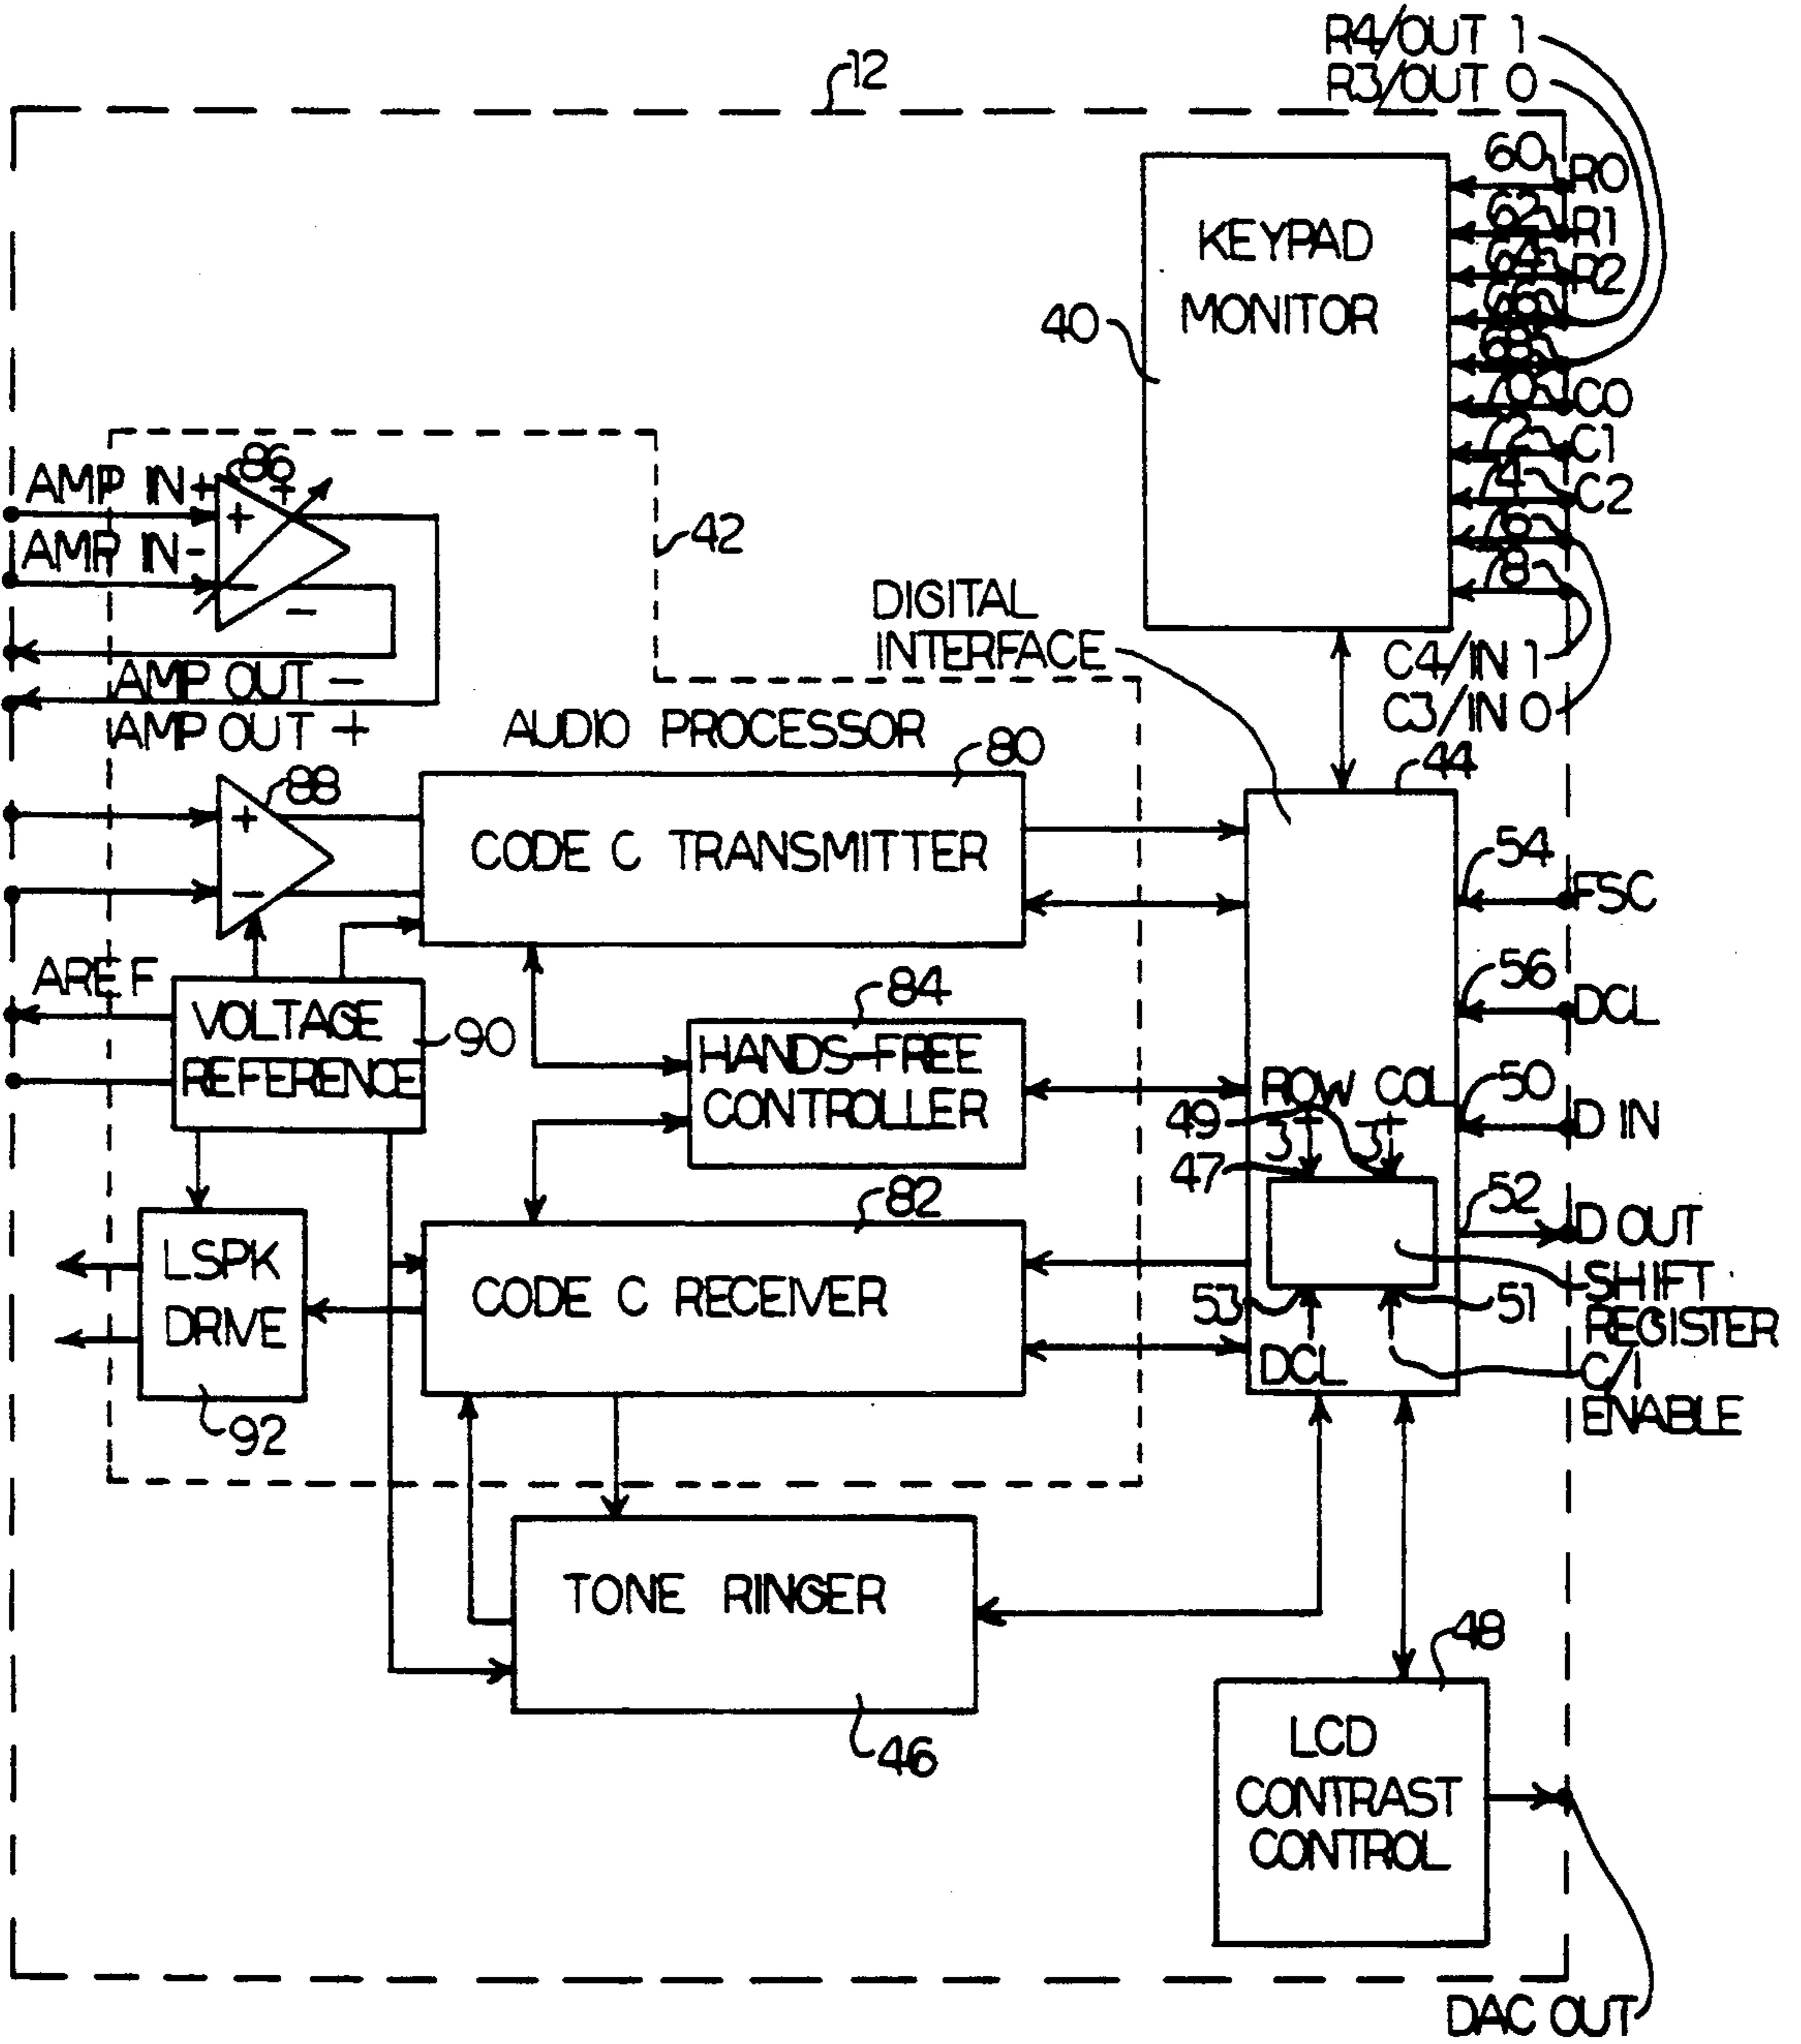 R4/OUT 1
R3/OUT 0
12
60
R0
62
R1
64
R2
66
68
70
C0
72
C1
74
C2
76
78
KEYPAD
MONITOR
40
C4/IN 1
C3/IN 0
86
AMP IN+
+
+
AMP IN-
-
-
AMP OUT -
AMP OUT +
42
DIGITAL
INTERFACE
44
AUDIO PROCESSOR
80
88
+
-
CODE C TRANSMITTER
54
FSC
AREF
VOLTAGE
REFERENCE
90
84
HANDS-FREE
CONTROLLER
56
DCL
ROW COL
50
D IN
49
3
3
47
52
D OUT
SHIFT
REGISTER
53
51
DCL
C/I
ENABLE
82
CODE C RECEIVER
LSPK
DRIVE
92
TONE RINGER
46
48
LCD
CONTRAST
CONTROL
DAC OUT